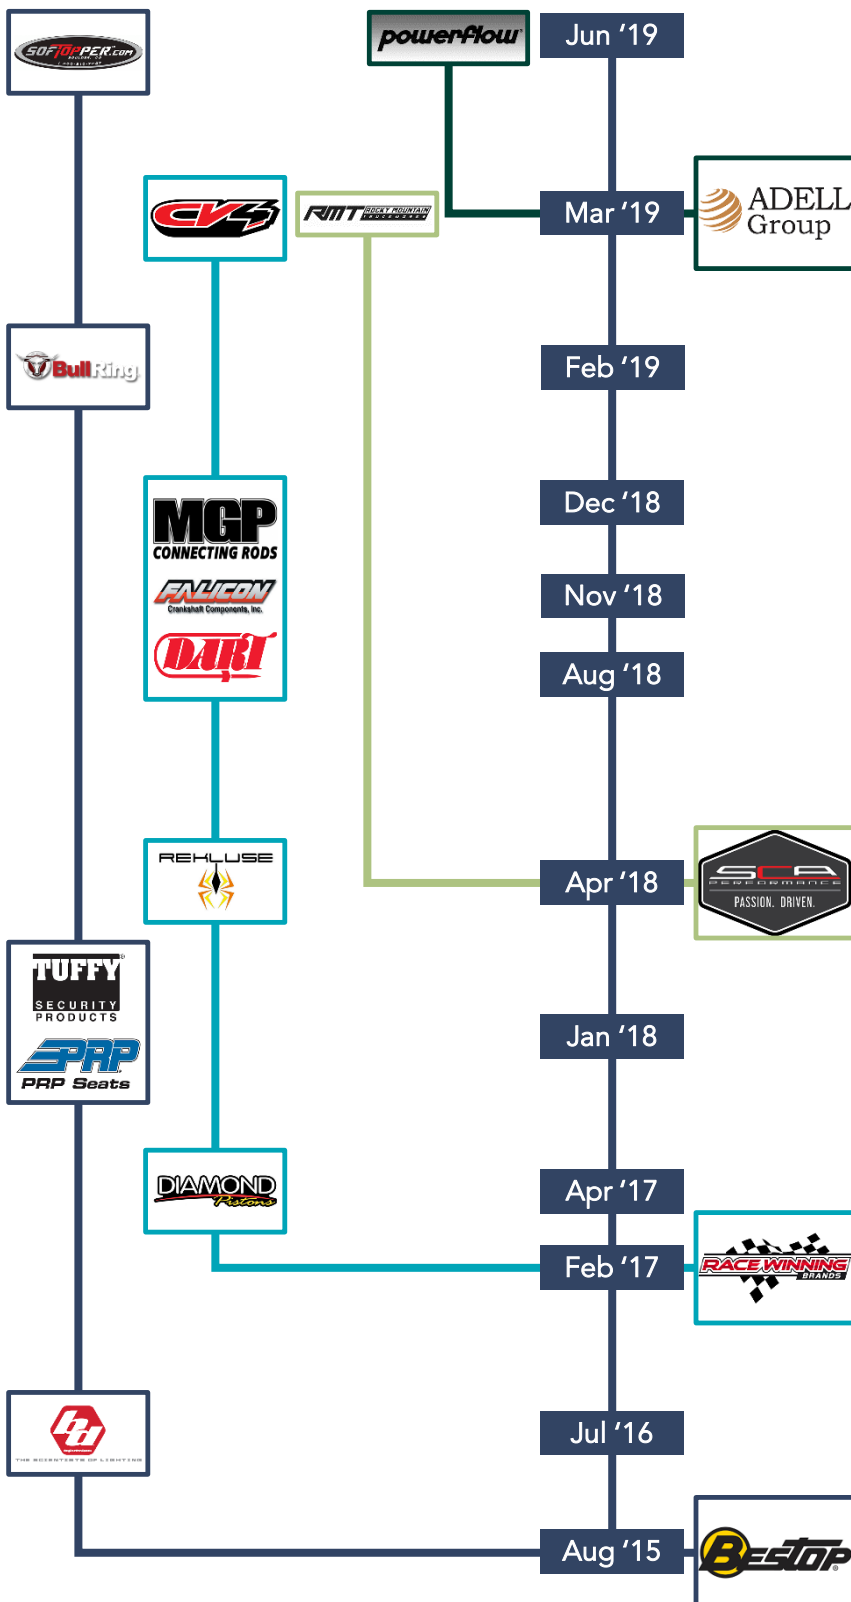 SOFTOPPER.COM
powerflow
Jun '19
CV4
RMT ROCKY MOUNTAIN
TRUCKWORKS
Mar '19
ADELL
Group
BullRing
Feb '19
MGP
CONNECTING RODS
Dec '18
FALICON
Crankshaft Components, Inc.
Nov '18
DART
Aug '18
REKLUSE
Apr '18
SCA
PERFORMANCE
PASSION. DRIVEN.
TUFFY
SECURITY
PRODUCTS
PRP
PRP Seats
Jan '18
DIAMOND
Pistons
Apr '17
Feb '17
RACE WINNING
BRANDS
bd
THE SCIENTISTS OF LIGHTING
Jul '16
Aug '15
BESTOP